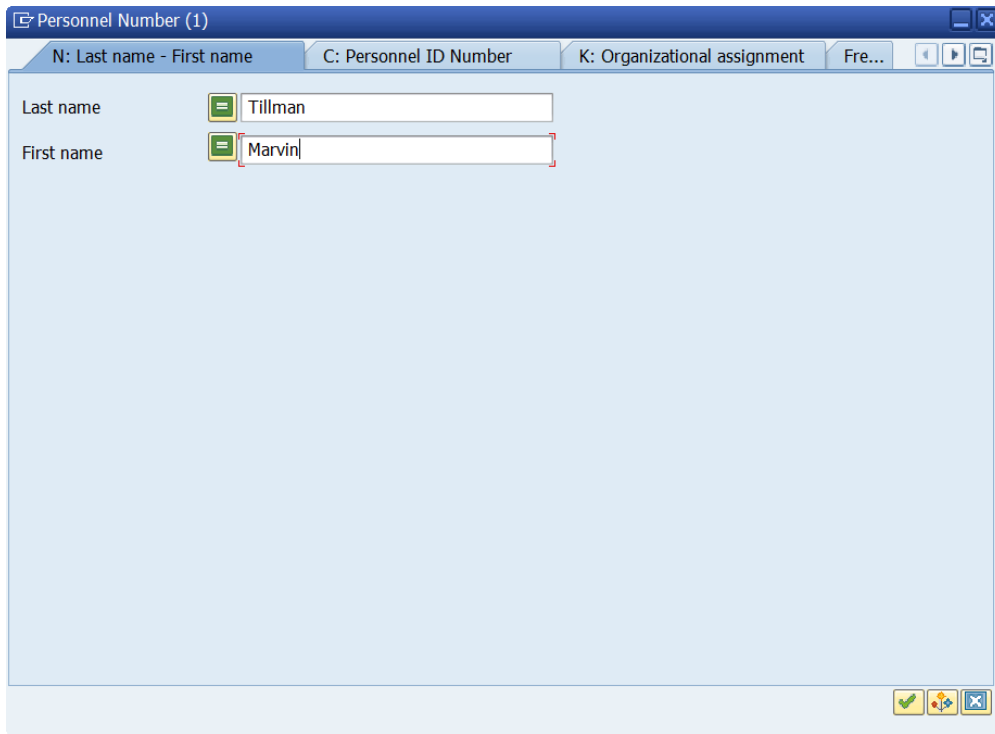 Personnel Number (1)
N: Last name - First name C: Personnel ID Number K: Organizational assignment Fre...
Last name Tillman
First name Marvin